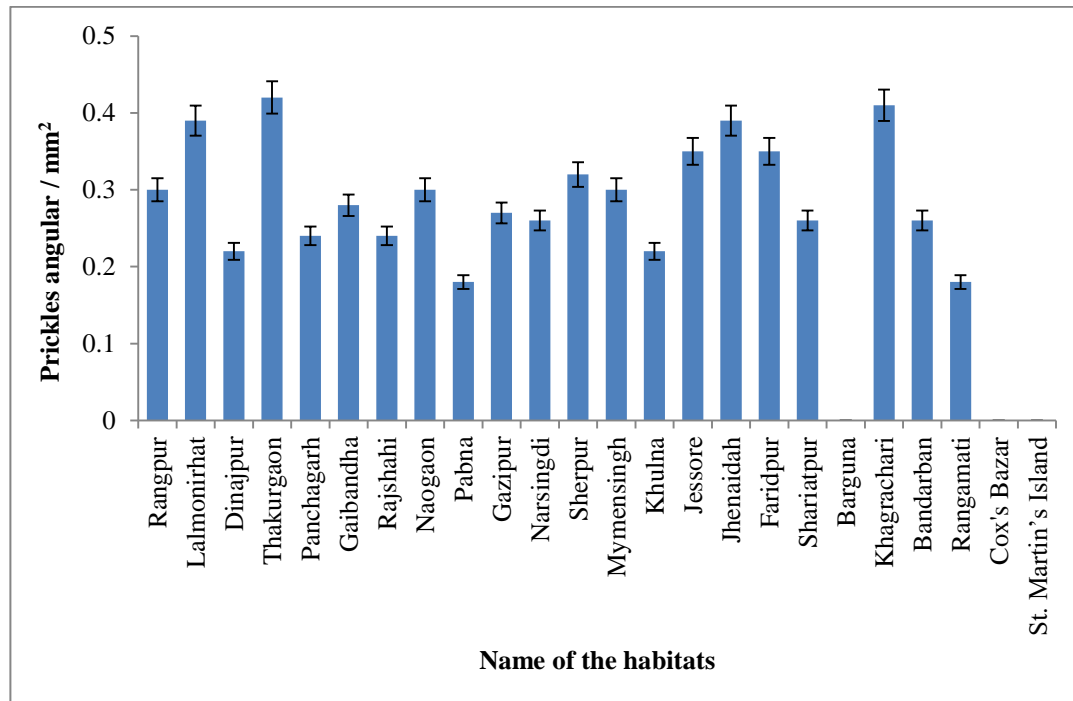 Prickles angular / mm²
0.5
0.4
0.3
0.2
0.1
0
Rangpur
Lalmonirhat
Dinajpur
Thakurgaon
Panchagarh
Gaibandha
Rajshahi
Naogaon
Pabna
Gazipur
Narsingdi
Sherpur
Mymensingh
Khulna
Jessore
Jhenaidah
Faridpur
Shariatpur
Barguna
Khagrachari
Bandarban
Rangamati
Cox's Bazar
St. Martin’s Island
Name of the habitats